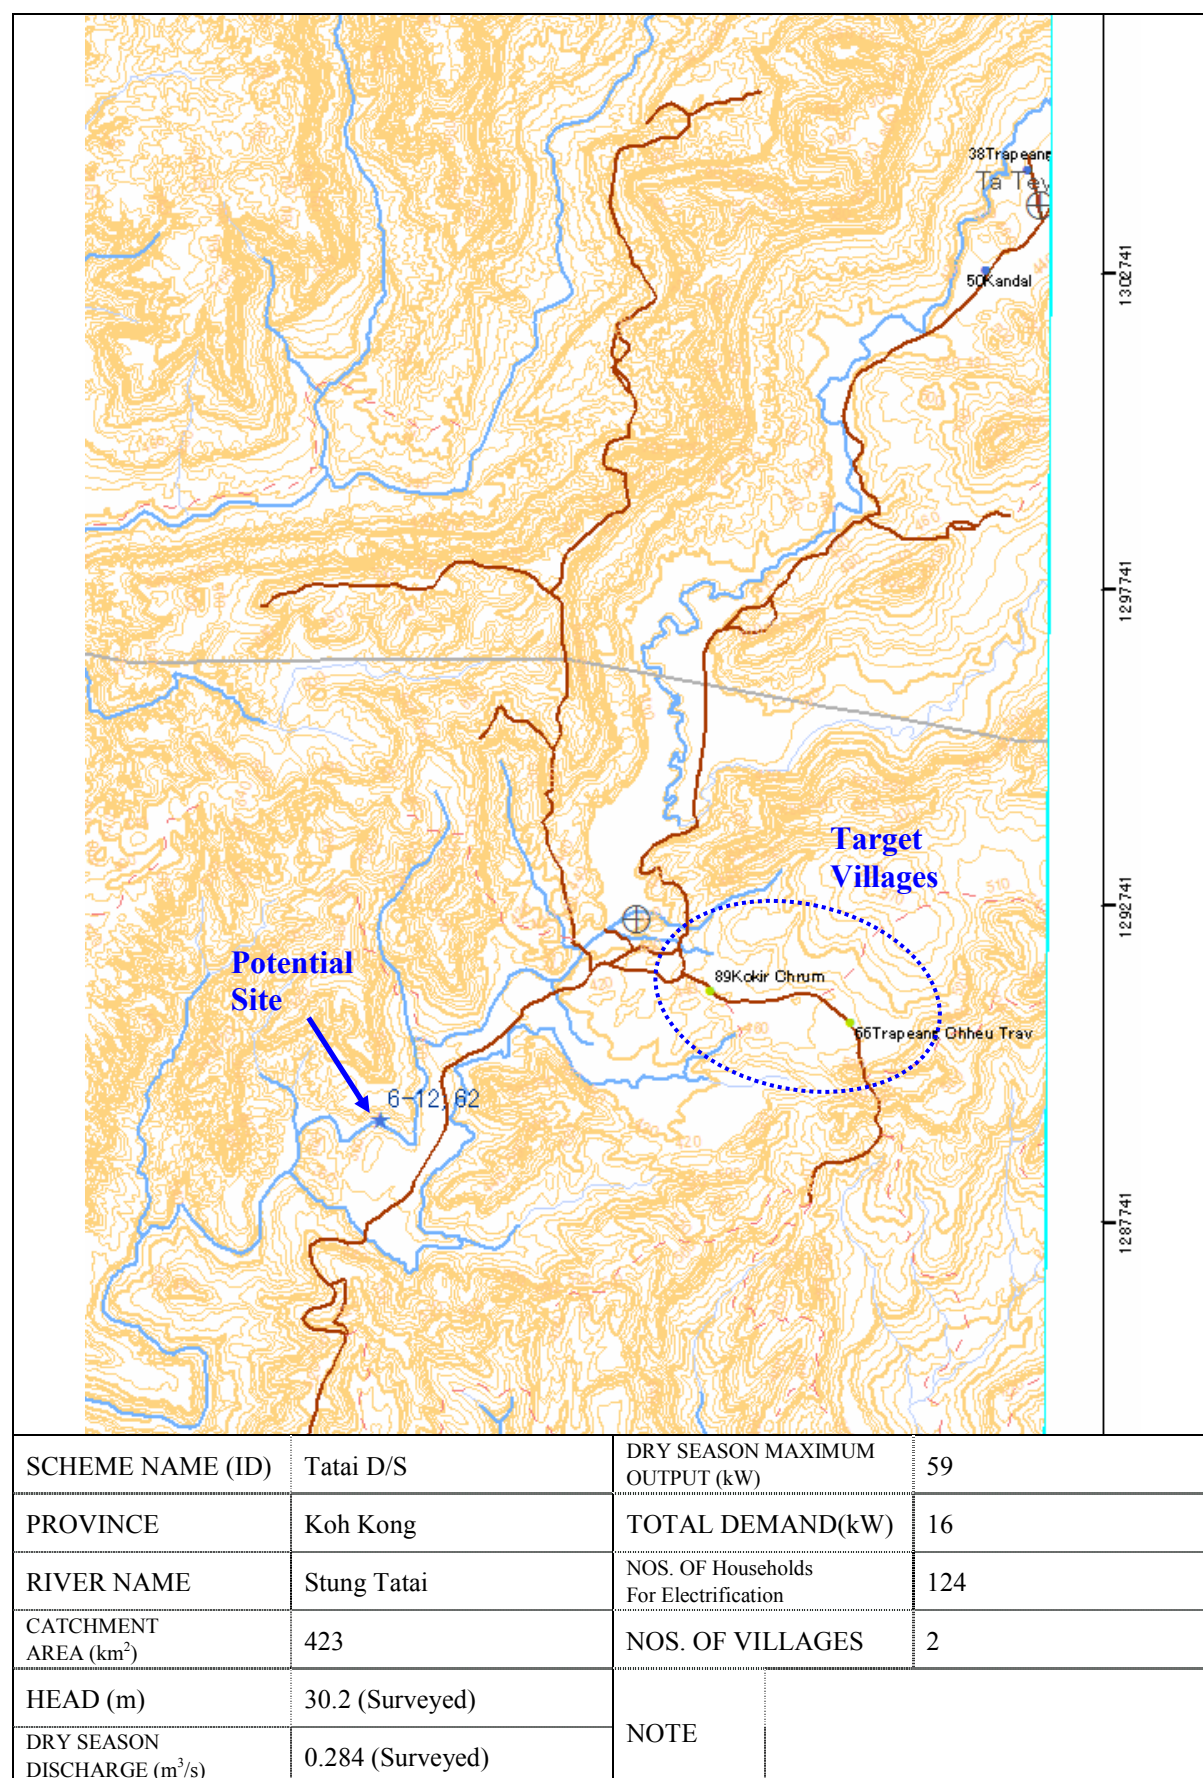 38Trapeang
Ta Tey
50Kandal
1302741
1297741
Target
Villages
1292741
510
Potential
Site
89Kokir Chrum
56Trapeang Chheu Trav
460
6-12, 62
1287741
SCHEME NAME (ID) Tatai D/S DRY SEASON MAXIMUM
OUTPUT (kW) 59
PROVINCE Koh Kong TOTAL DEMAND(kW) 16
RIVER NAME Stung Tatai NOS. OF Households
For Electrification 124
CATCHMENT
AREA (km²) 423 NOS. OF VILLAGES 2
HEAD (m) 30.2 (Surveyed) NOTE
DRY SEASON
DISCHARGE (m³/s) 0.284 (Surveyed)